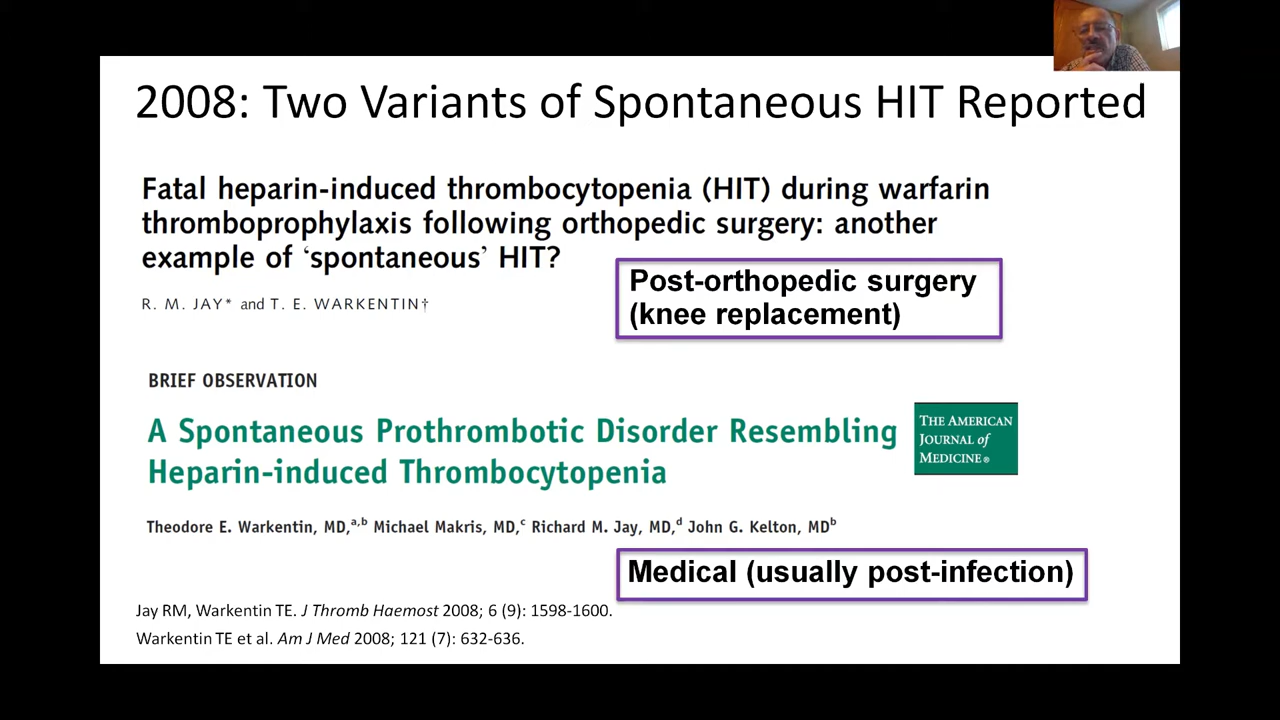 2008: Two Variants of Spontaneous HIT Reported
Fatal heparin-induced thrombocytopenia (HIT) during warfarin
thromboprophylaxis following orthopedic surgery: another
example of ‘spontaneous’ HIT?
R. M. JAY* and T. E. WARKENTIN†
Post-orthopedic surgery
(knee replacement)
BRIEF OBSERVATION
A Spontaneous Prothrombotic Disorder Resembling
Heparin-induced Thrombocytopenia
THE AMERICAN
JOURNAL of
MEDICINE®
Theodore E. Warkentin, MD,a,b Michael Makris, MD,c Richard M. Jay, MD,d John G. Kelton, MDb
Medical (usually post-infection)
Jay RM, Warkentin TE. J Thromb Haemost 2008; 6 (9): 1598-1600.
Warkentin TE et al. Am J Med 2008; 121 (7): 632-636.